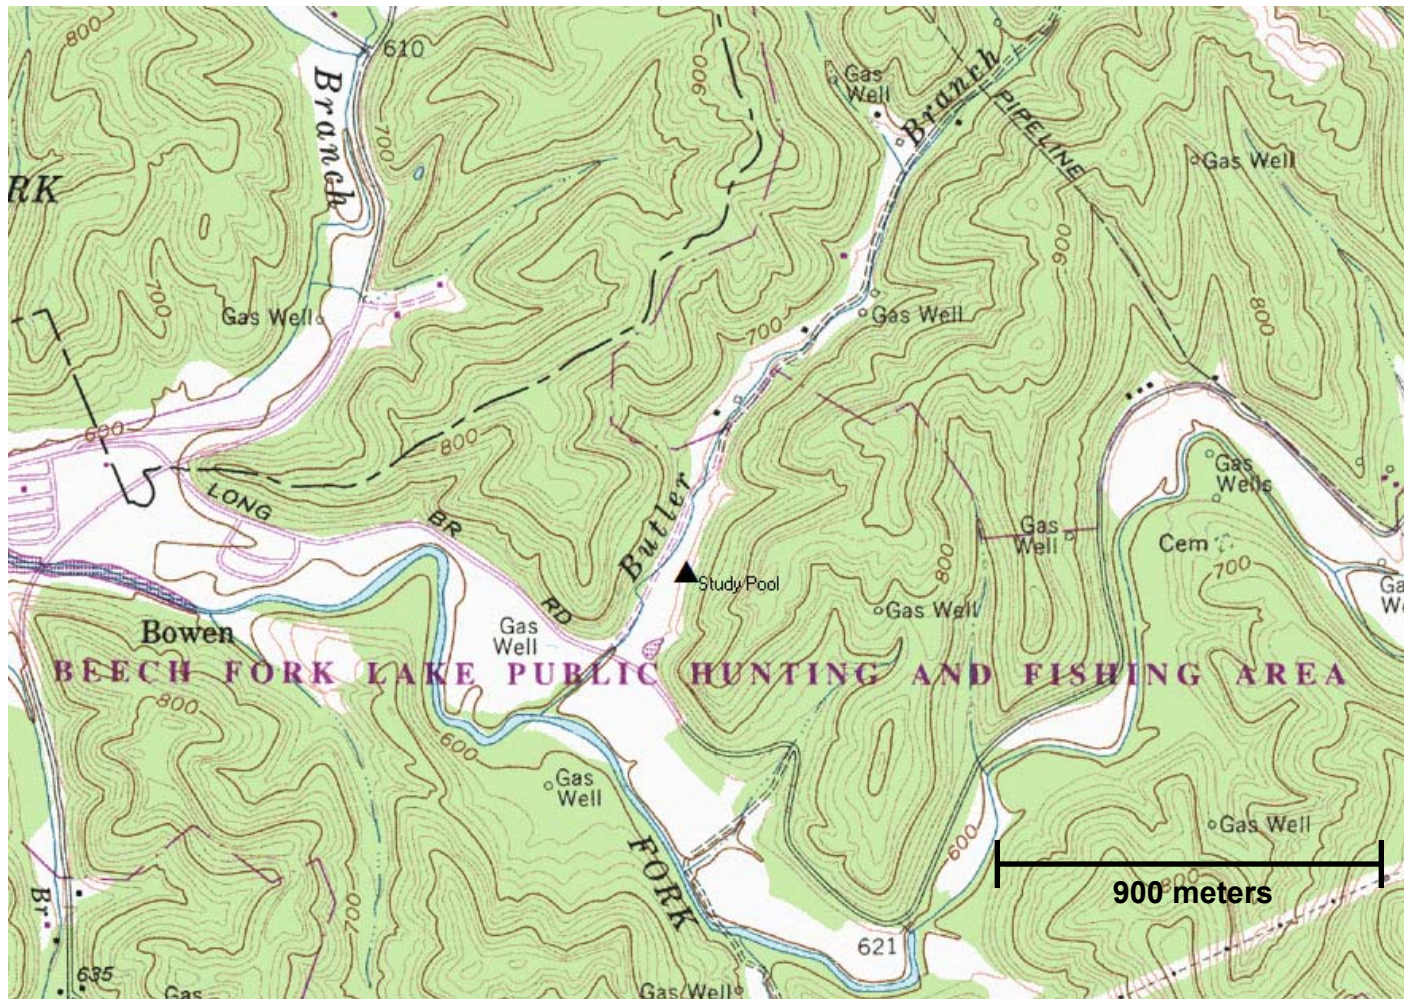 800
610
Branch
900
Gas
Well
Branch
PIPELINE
Gas Well
700
RK
900
700
800
Gas Well
700
Gas Well
600
800
LONG
BR
RD
Butler
Gas
Wells
Gas
Well
Cem
700
800
Study Pool
Gas Well
Gas
Well
Bowen
BEECH FORK LAKE PUBLIC HUNTING AND FISHING AREA
800
600
Gas
Well
FORK
Gas Well
600
800
900 meters
Br
700
621
635
Gas
Gas Well